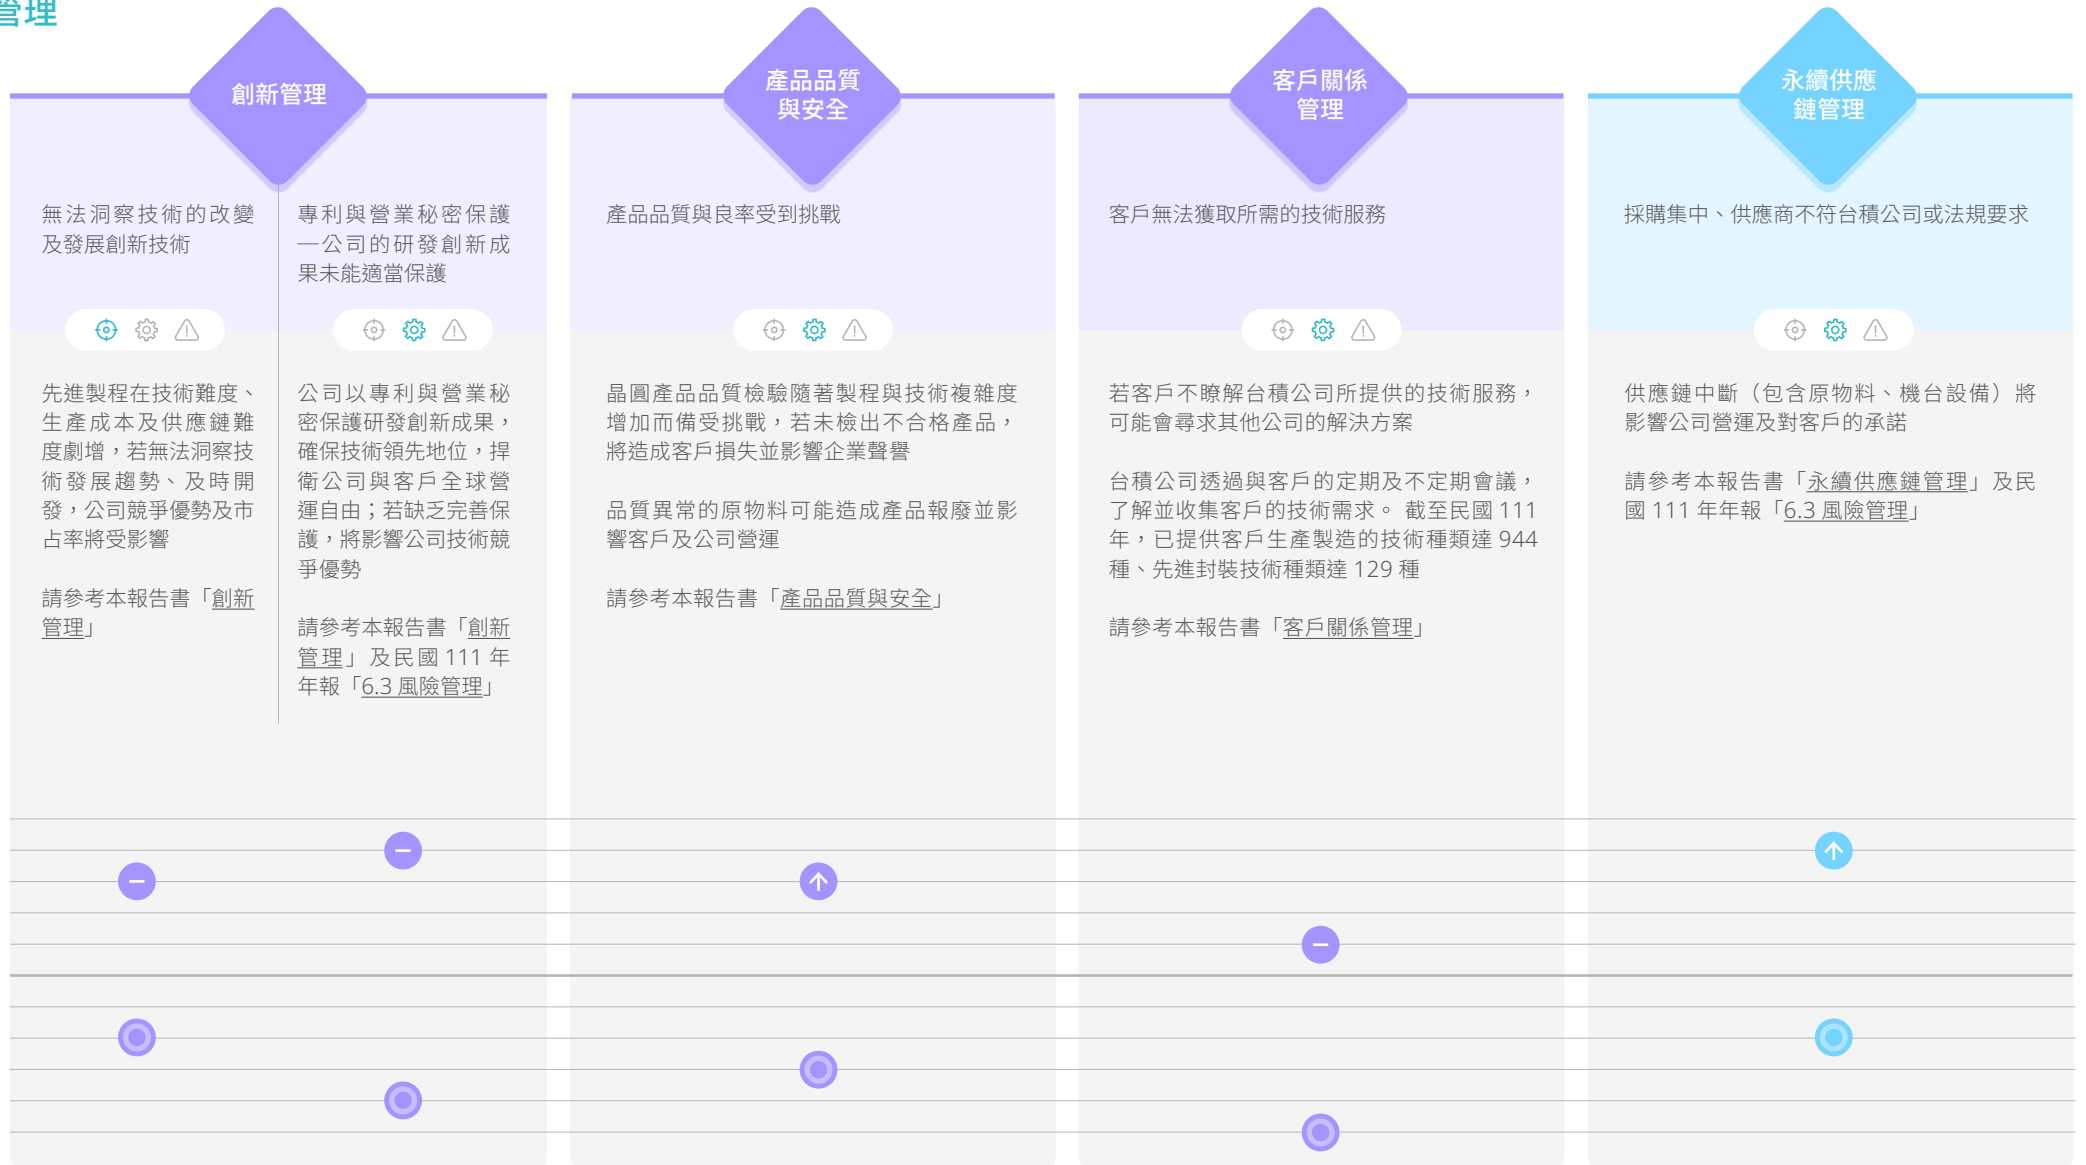 管理
創新管理
無法洞察技術的改變
及發展創新技術
專利與營業秘密保護
—公司的研發創新成
果未能適當保護
先進製程在技術難度、
生產成本及供應鏈難
度劇增，若無法洞察技
術發展趨勢、及時開
發，公司競爭優勢及市
占率將受影響
請參考本報告書「創新
管理」
公司以專利與營業秘
密保護研發創新成果，
確保技術領先地位，捍
衛公司與客戶全球營
運自由；若缺乏完善保
護，將影響公司技術競
爭優勢
請參考本報告書「創新
管理」及民國 111 年
年報「6.3 風險管理」
產品品質
與安全
產品品質與良率受到挑戰
晶圓產品品質檢驗隨著製程與技術複雜度
增加而備受挑戰，若未檢出不合格產品，
將造成客戶損失並影響企業聲譽
品質異常的原物料可能造成產品報廢並影
響客戶及公司營運
請參考本報告書「產品品質與安全」
客戶關係
管理
客戶無法獲取所需的技術服務
若客戶不瞭解台積公司所提供的技術服務，
可能會尋求其他公司的解決方案
台積公司透過與客戶的定期及不定期會議，
了解並收集客戶的技術需求。 截至民國 111
年，已提供客戶生產製造的技術種類達 944
種、先進封裝技術種類達 129 種
請參考本報告書「客戶關係管理」
永續供應
鏈管理
採購集中、供應商不符台積公司或法規要求
供應鏈中斷（包含原物料、機台設備）將
影響公司營運及對客戶的承諾
請參考本報告書「永續供應鏈管理」及民
國 111 年年報「6.3 風險管理」